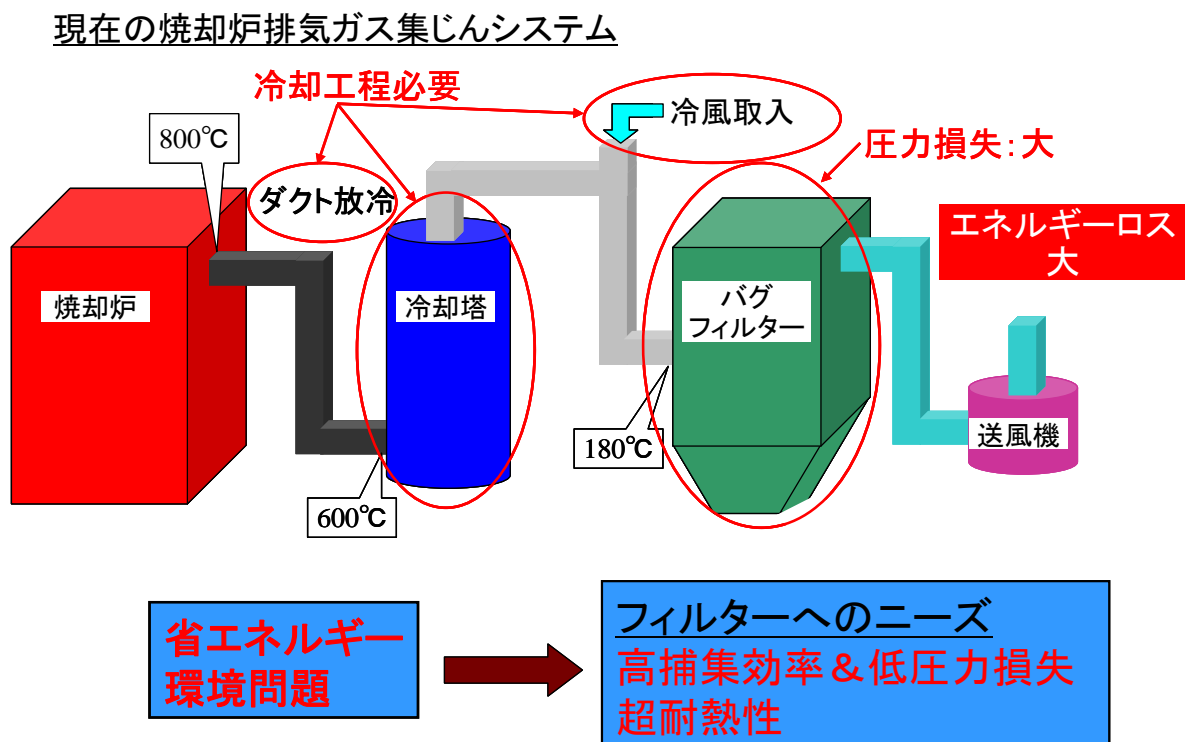 現在の焼却炉排気ガス集じんシステム
冷却工程必要
冷風取入
800℃
圧力損失：大
ダクト放冷
エネルギーロス
大
焼却炉
冷却塔
バグ
フィルター
180℃
送風機
600℃
省エネルギー
環境問題
フィルターへのニーズ
高捕集効率＆低圧力損失
超耐熱性